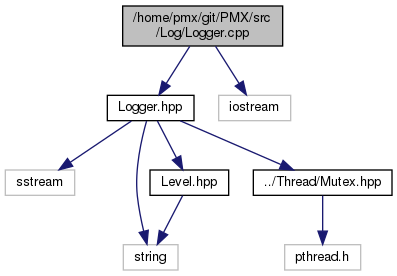 /home/pmx/git/PMX/src
/Log/Logger.cpp
Logger.hpp
iostream
sstream
Level.hpp
../Thread/Mutex.hpp
string
pthread.h